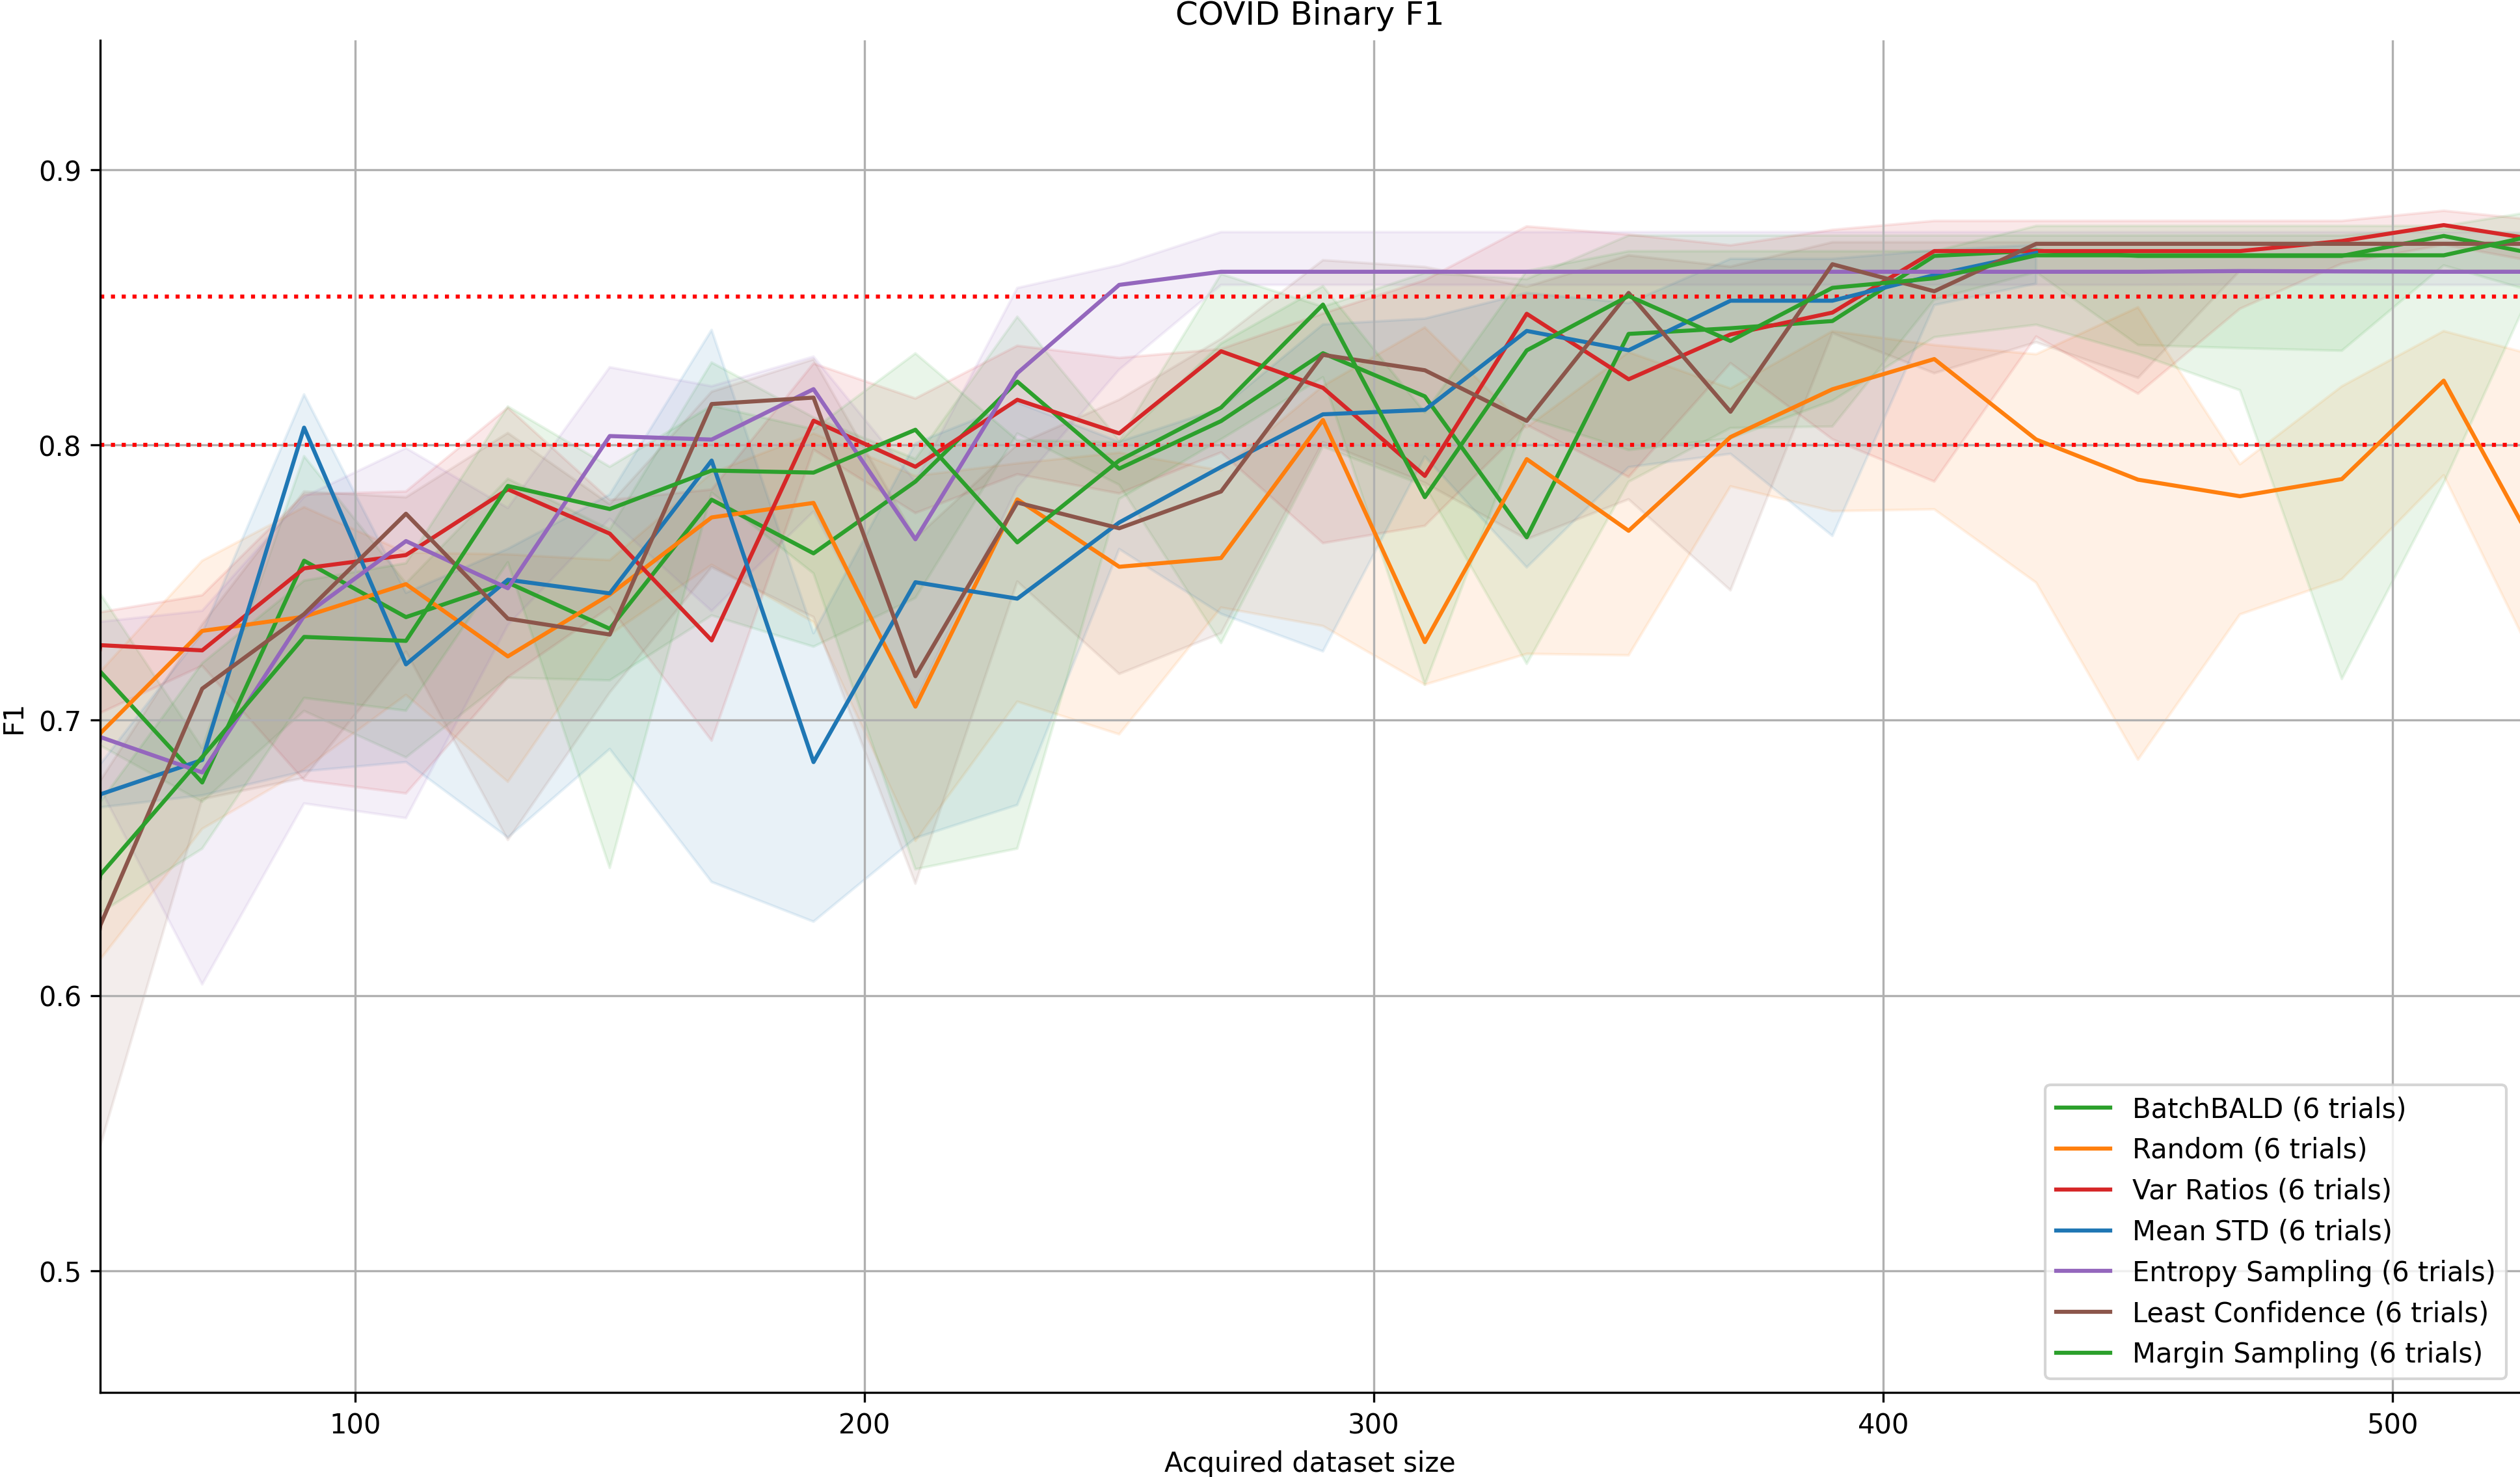 COVID Binary F1
0.9
0.8
0.7
0.6
0.5
F1
100
200
300
400
500
Acquired dataset size
BatchBALD (6 trials)
Random (6 trials)
Var Ratios (6 trials)
Mean STD (6 trials)
Entropy Sampling (6 trials)
Least Confidence (6 trials)
Margin Sampling (6 trials)